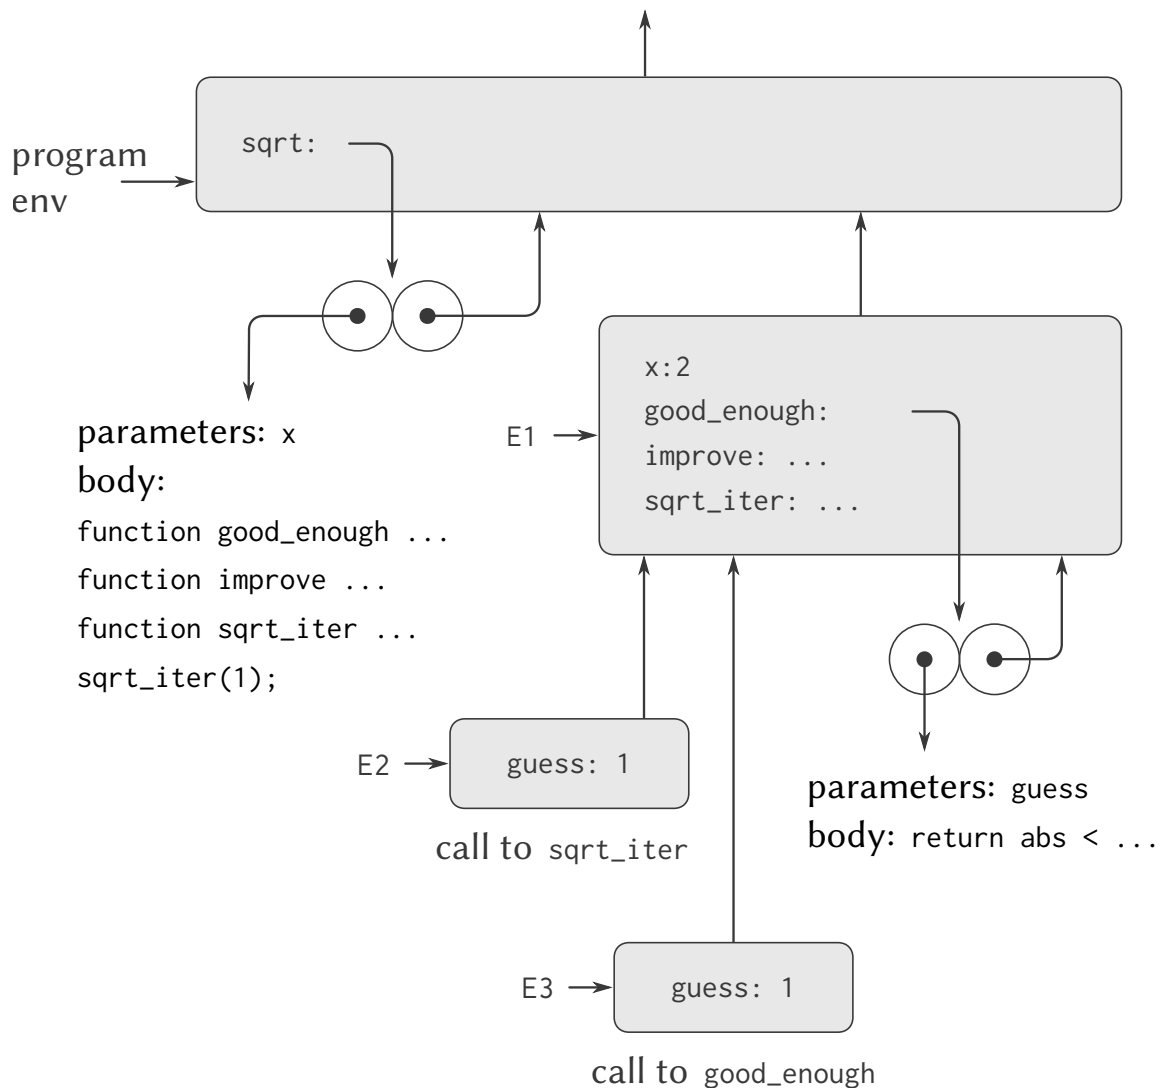 sqrt:
program
env
x:2
good_enough:
E1
improve: ...
sqrt_iter: ...
parameters: x
body:
function good_enough ...
function improve ...
function sqrt_iter ...
sqrt_iter(1);
E2
guess: 1
call to sqrt_iter
parameters: guess
body: return abs < ...
E3
guess: 1
call to good_enough